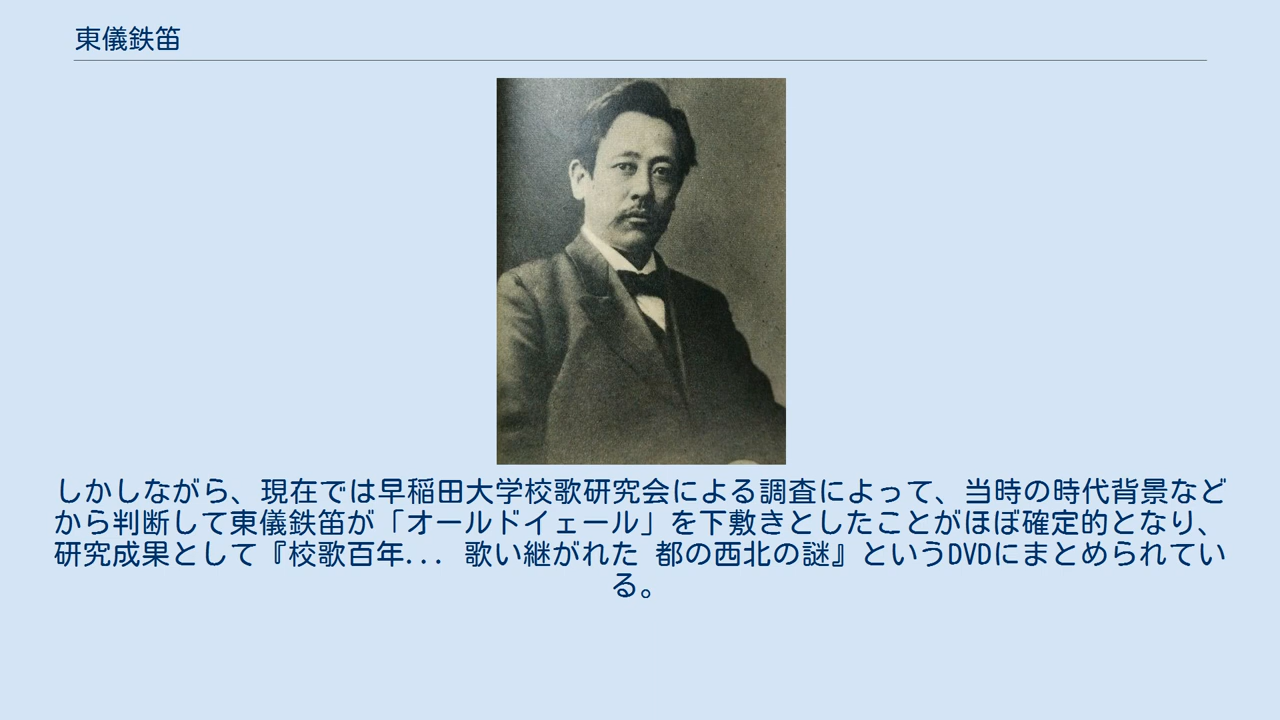 東儀鉄笛
しかしながら、現在では早稲田大学校歌研究会による調査によって、当時の時代背景など
から判断して東儀鉄笛が「オールドイェール」を下敷きとしたことがほぼ確定的となり、
研究成果として『校歌百年... 歌い継がれた 都の西北の謎』というDVDにまとめられてい
る。